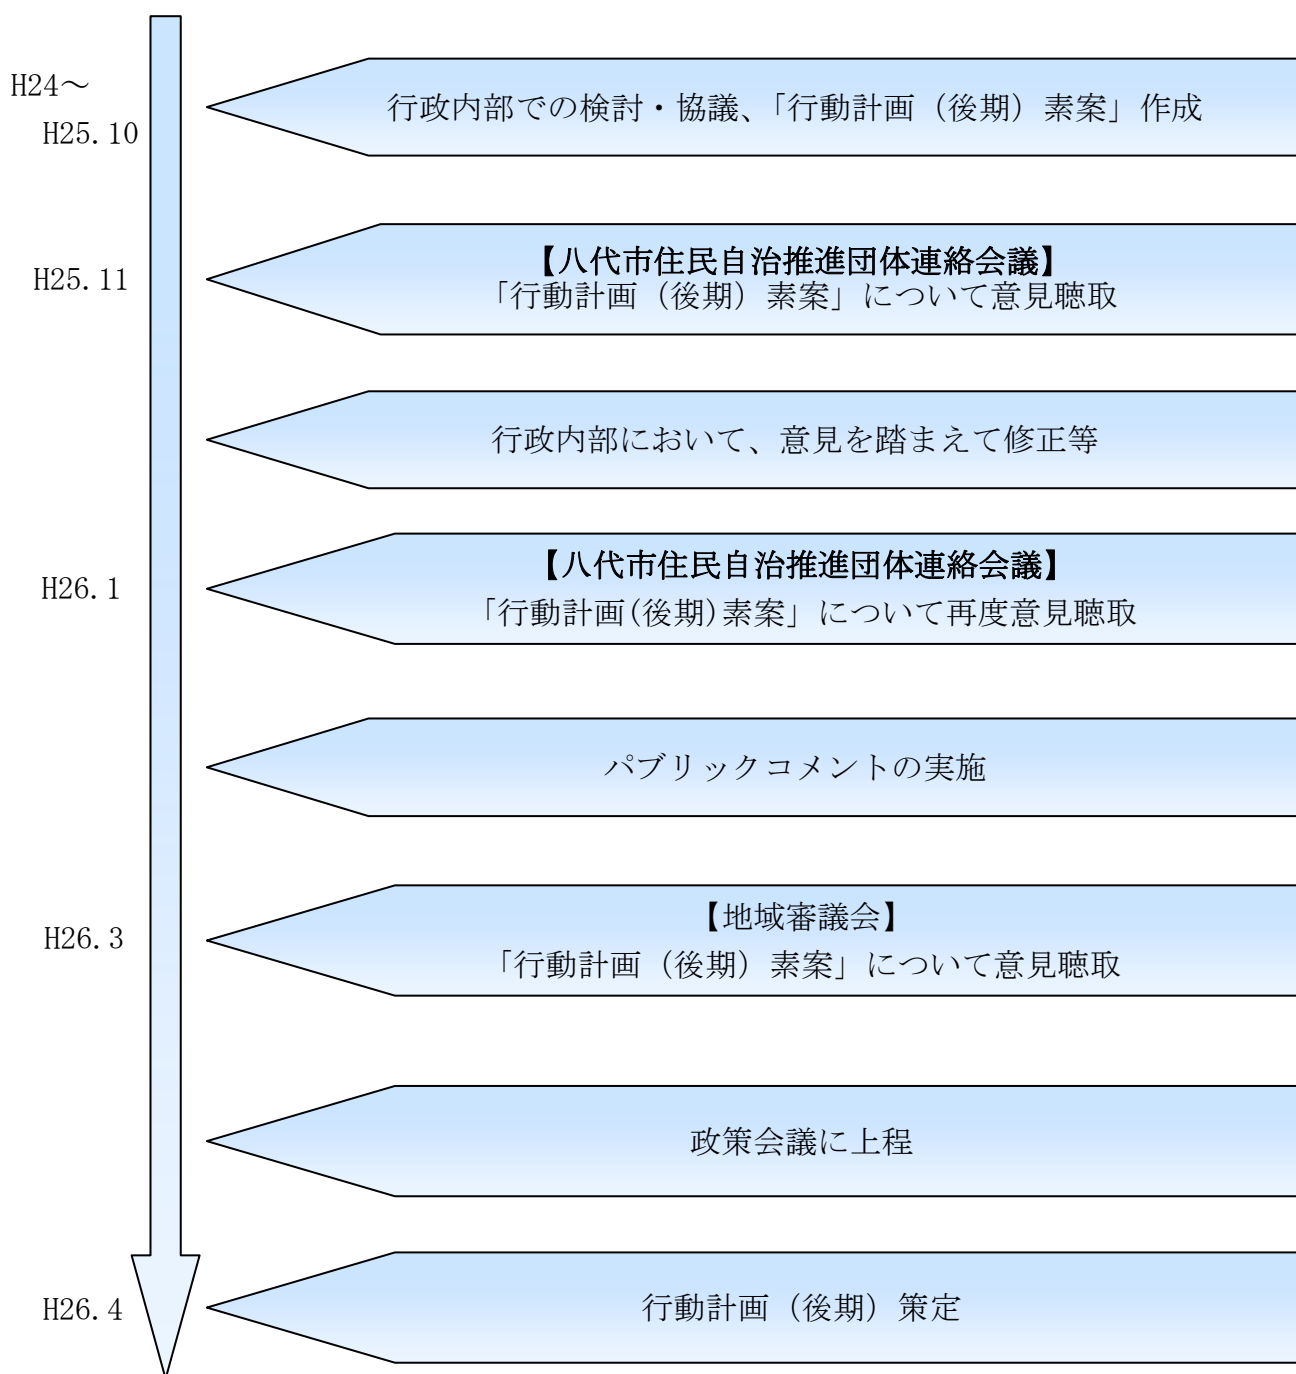 H24～
H25.10
行政内部での検討・協議、「行動計画（後期）素案」作成
H25.11
【八代市住民自治推進団体連絡会議】
「行動計画（後期）素案」について意見聴取
行政内部において、意見を踏まえて修正等
H26.1
【八代市住民自治推進団体連絡会議】
「行動計画(後期)素案」について再度意見聴取
パブリックコメントの実施
H26.3
【地域審議会】
「行動計画（後期）素案」について意見聴取
政策会議に上程
H26.4
行動計画（後期）策定